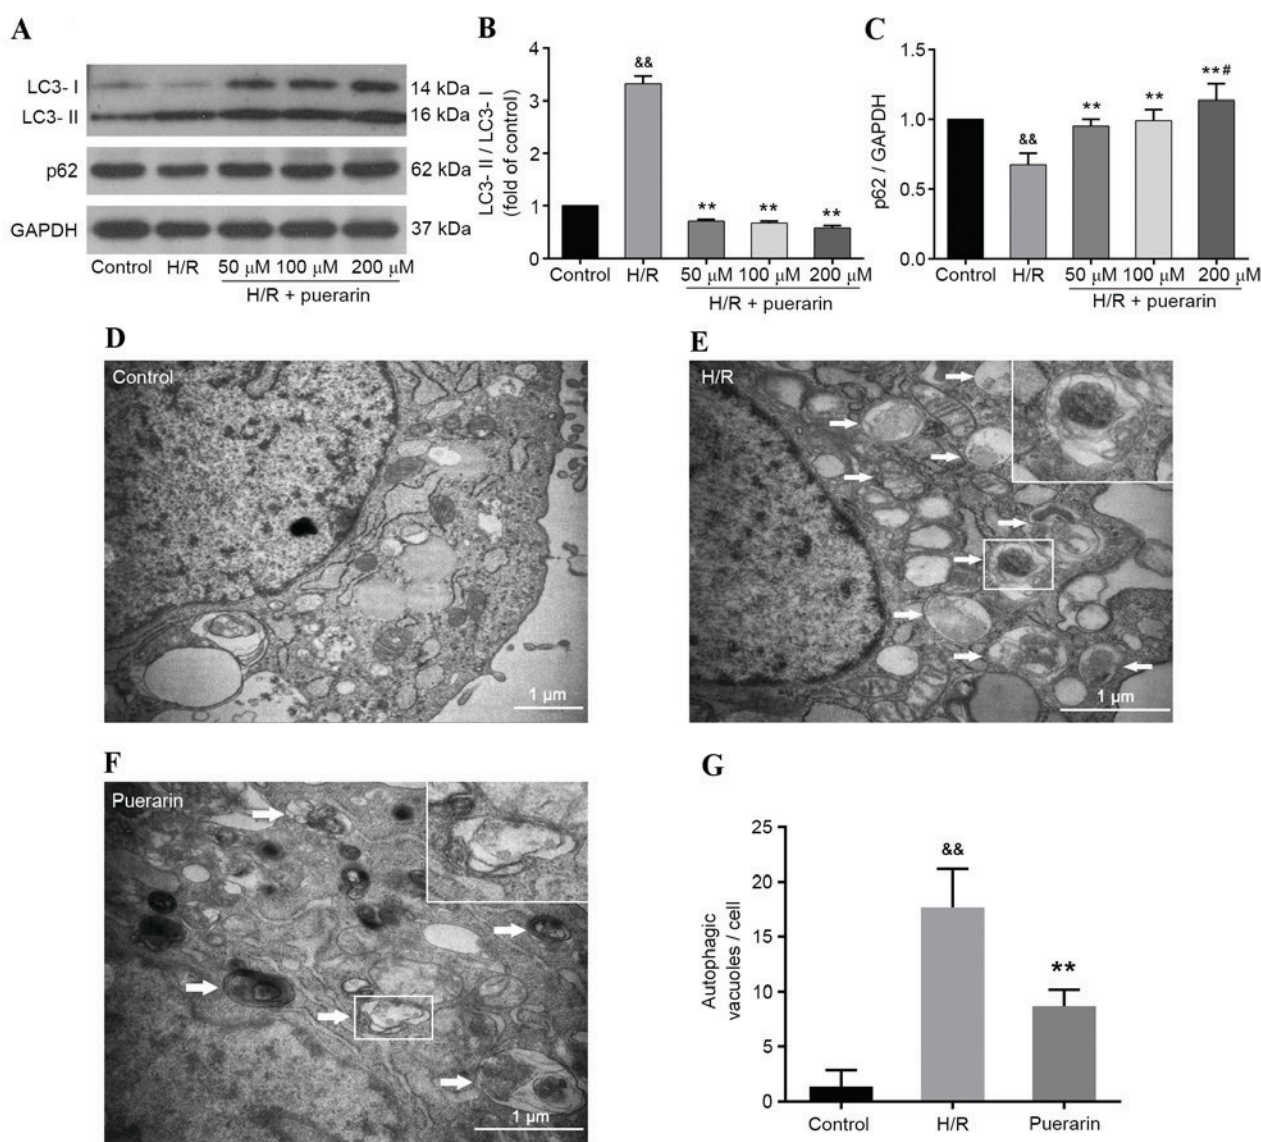 A
LC3- I
14 kDa
LC3- II
16 kDa
p62
62 kDa
GAPDH
37 kDa
Control H/R 50 µM 100 µM 200 µM
H/R + puerarin
B
LC3- II / LC3- I
(fold of control)
4
3
2
1
0
&&
**
**
**
Control H/R 50 µM 100 µM 200 µM
H/R + puerarin
C
p62 / GAPDH
1.5
1.0
0.5
0.0
&&
**
**
**#
Control H/R 50 µM 100 µM 200 µM
H/R + puerarin
D
Control
1 µm
E
H/R
1 µm
F
Puerarin
1 µm
G
Autophagic
vacuoles / cell
25
20
15
10
5
0
&&
**
Control H/R Puerarin